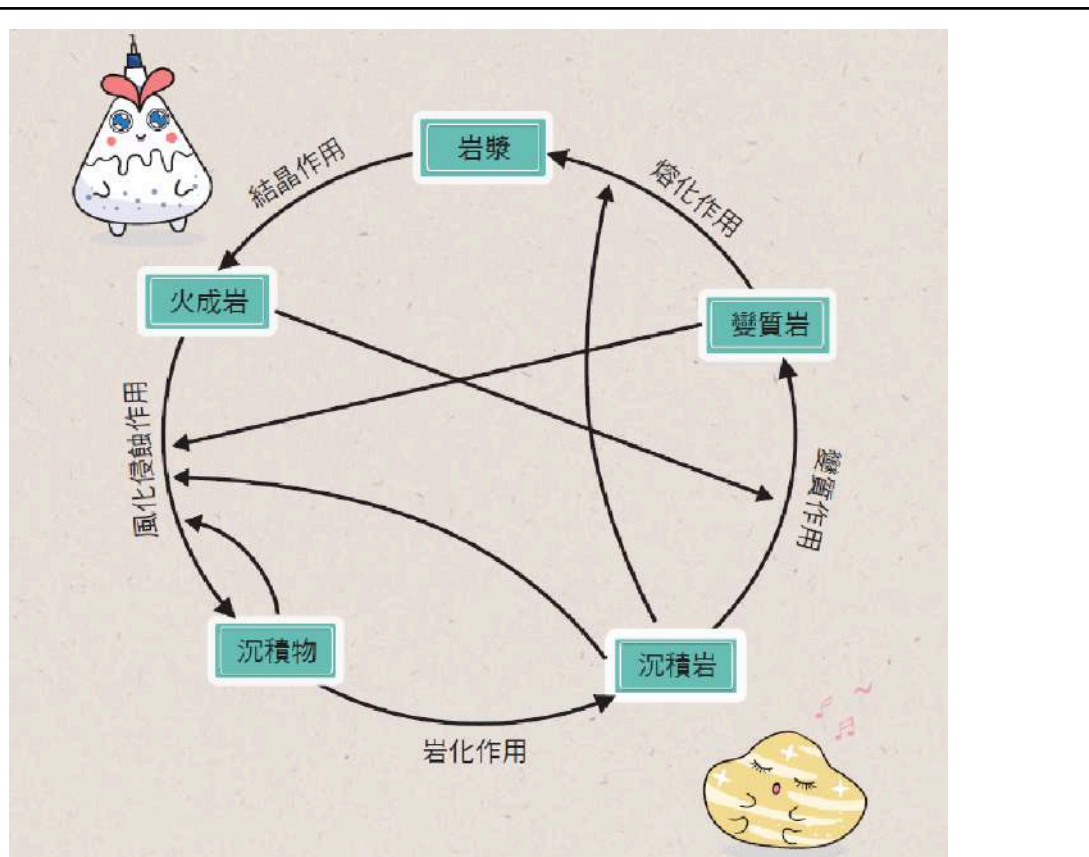 岩漿
結晶作用
熔化作用
火成岩
變質岩
風化侵蝕作用
變質作用
沉積物
沉積岩
岩化作用